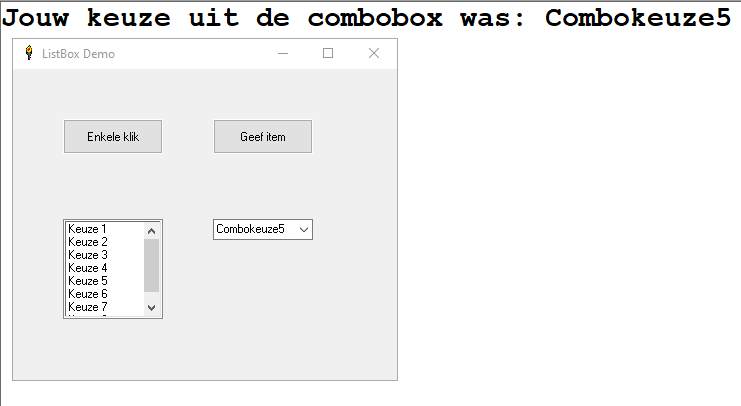 Jouw keuze uit de combobox was: Combokeuze5
ListBox Demo
Enkele klik
Geef item
Keuze 1
Keuze 2
Keuze 3
Keuze 4
Keuze 5
Keuze 6
Keuze 7
Combokeuze5